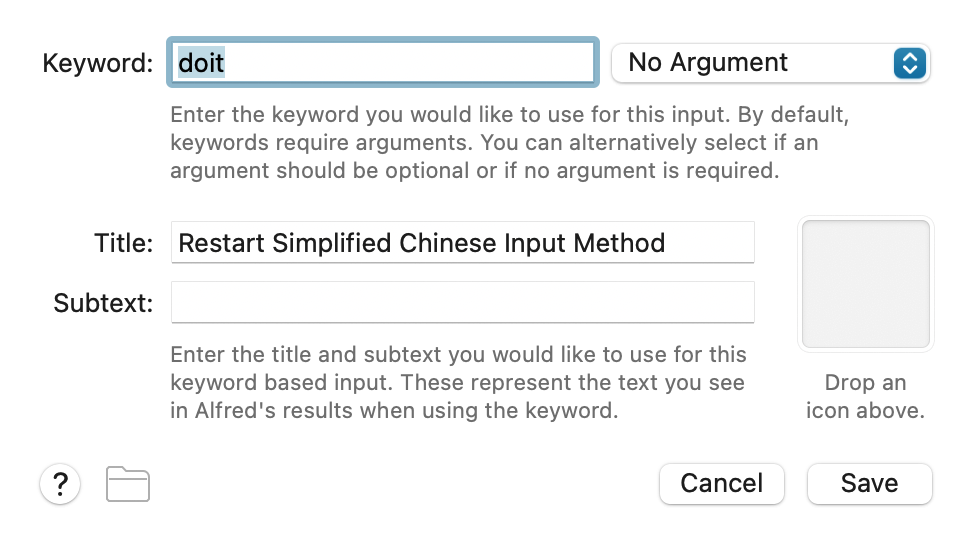 Keyword: doit No Argument
Enter the keyword you would like to use for this input. By default,
keywords require arguments. You can alternatively select if an
argument should be optional or if no argument is required.
Title: Restart Simplified Chinese Input Method
Subtext:
Enter the title and subtext you would like to use for this
keyword based input. These represent the text you see
in Alfred's results when using the keyword.
Drop an
icon above.
? Cancel Save